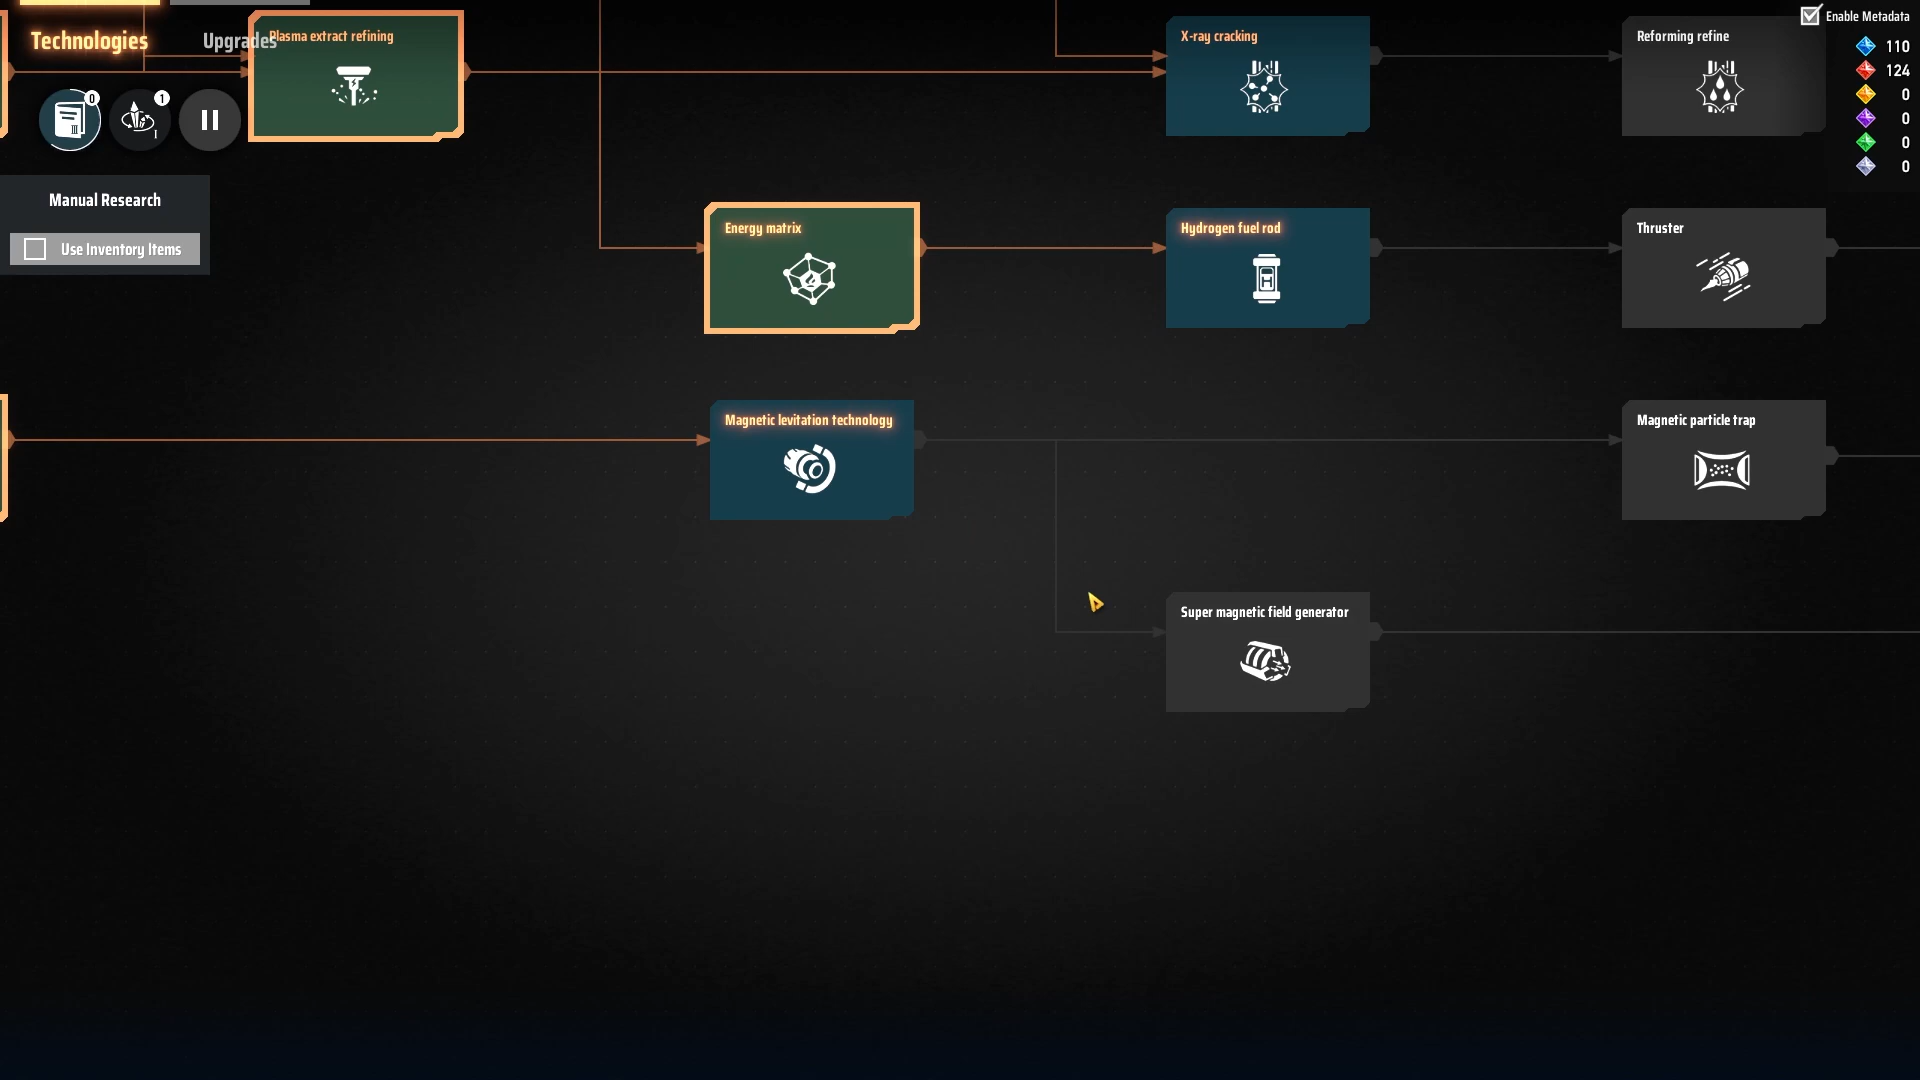 Technologies
Upgrades
Plasma extract refining
X-ray cracking
Reforming refine
Enable Metadata
110
124
0
0
0
0
0
1
III
I
Manual Research
Use Inventory Items
Energy matrix
Hydrogen fuel rod
H
Thruster
Magnetic levitation technology
Magnetic particle trap
Super magnetic field generator